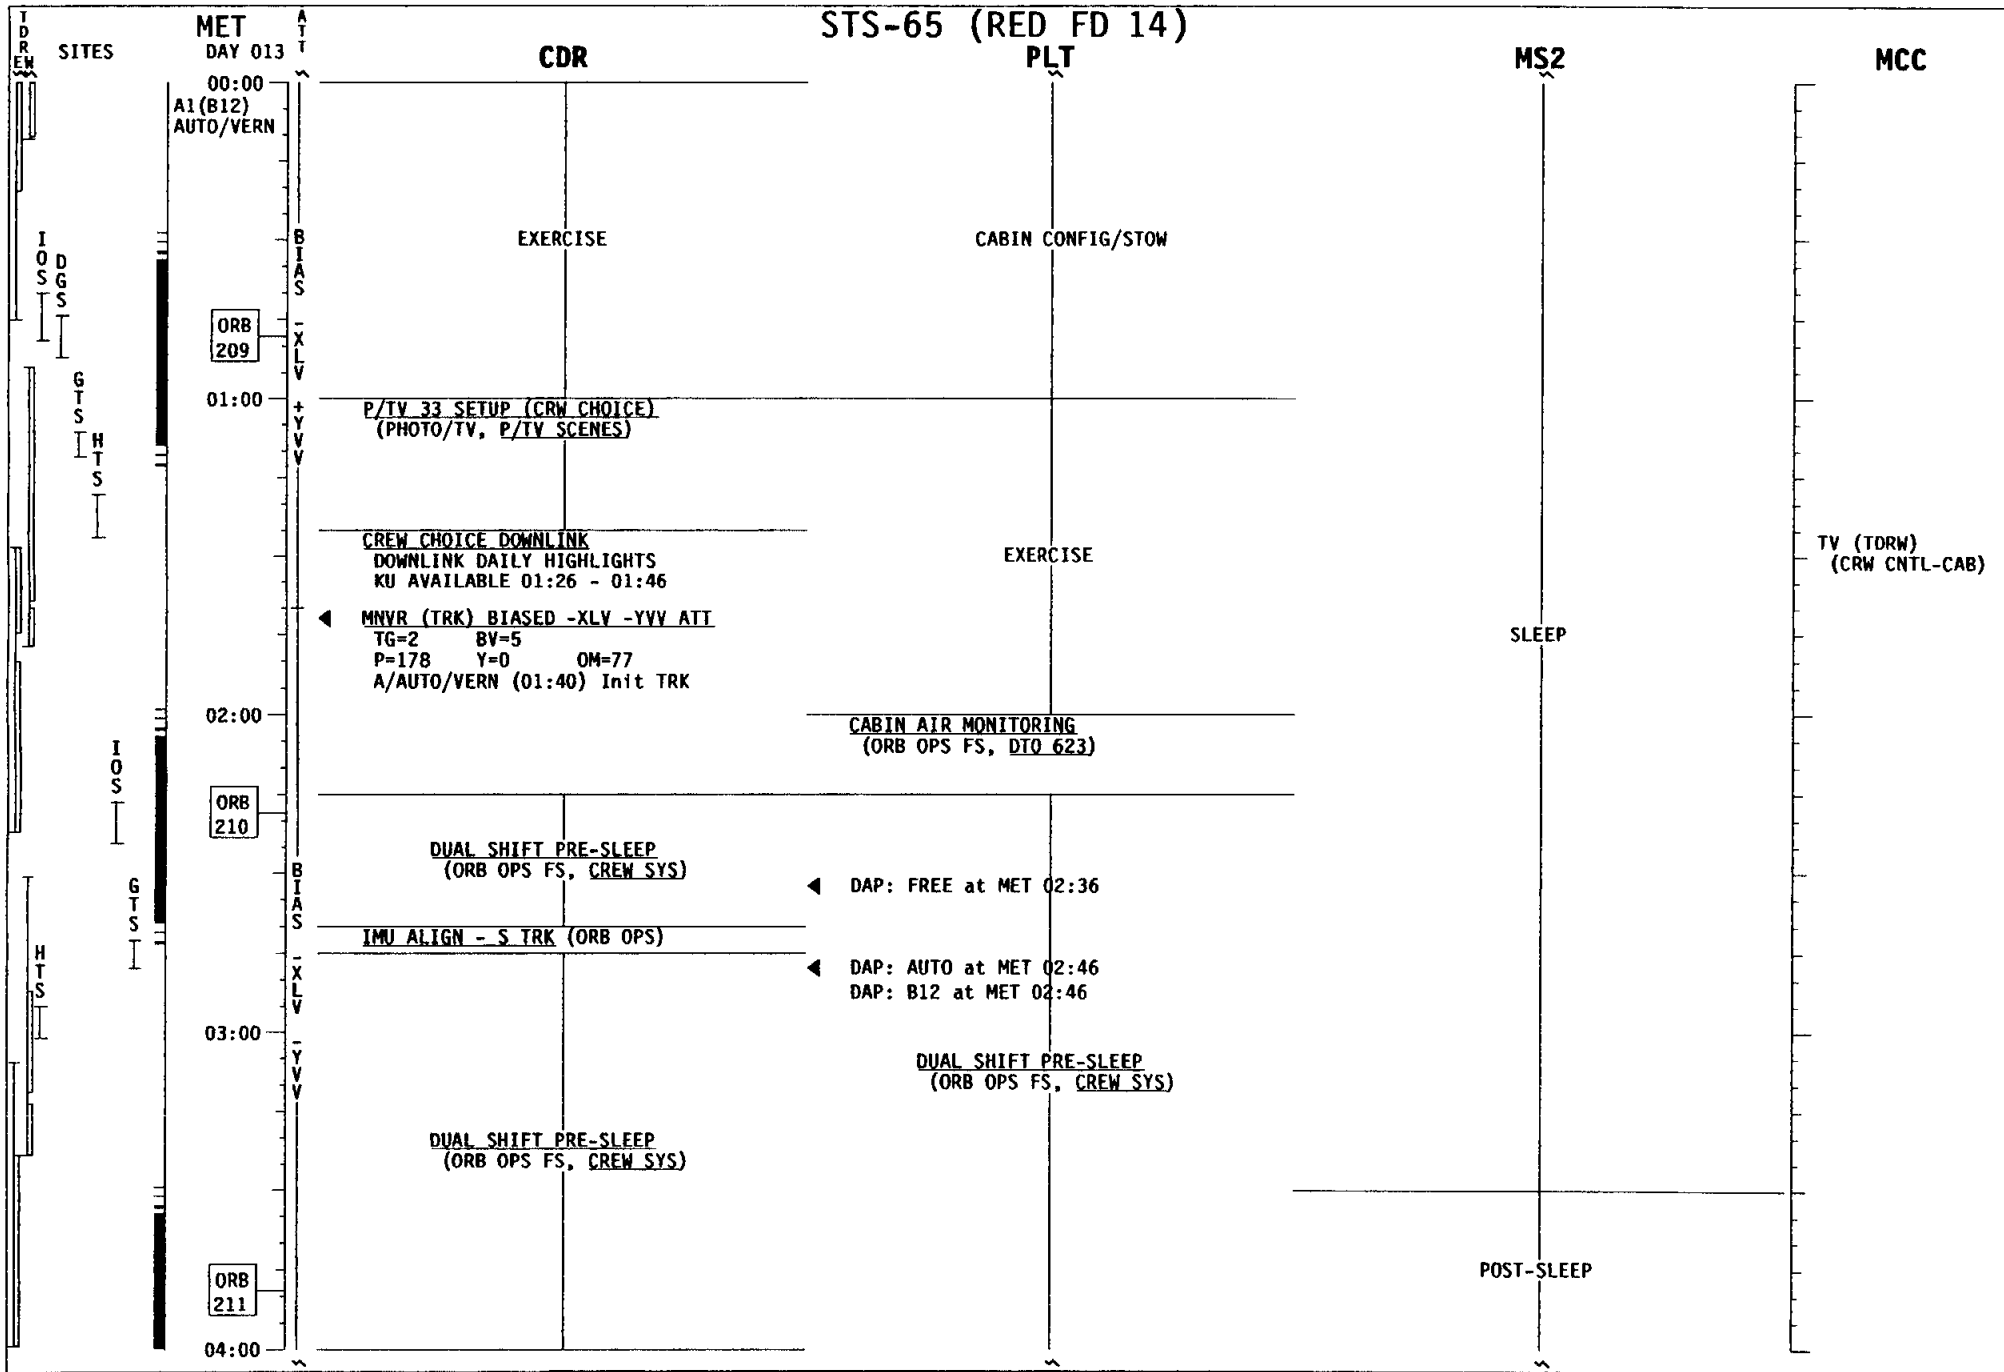 STS-65 (RED FD 14)
TDRE W
SITES
MET
DAY 013
ATT
CDR
PLT
MS2
MCC
00:00
A1(B12)
AUTO/VERN
IOS
DGS
BIAS
EXERCISE
CABIN CONFIG/STOW
ORB
209
-XLV
GTS
01:00
+YVV
P/TV 33 SETUP (CRW CHOICE)
(PHOTO/TV, P/TV SCENES)
HTS
CREW CHOICE DOWNLINK
DOWNLINK DAILY HIGHLIGHTS
KU AVAILABLE 01:26 - 01:46
EXERCISE
TV (TDRW)
(CRW CNTL-CAB)
MNVR (TRK) BIASED -XLV -YVV ATT
TG=2 BV=5
P=178 Y=0 OM=77
A/AUTO/VERN (01:40) Init TRK
SLEEP
02:00
CABIN AIR MONITORING
(ORB OPS FS, DTO 623)
IOS
ORB
210
DUAL SHIFT PRE-SLEEP
(ORB OPS FS, CREW SYS)
BIAS
DAP: FREE at MET 02:36
GTS
IMU ALIGN - S TRK (ORB OPS)
HTS
-XLV
DAP: AUTO at MET 02:46
DAP: B12 at MET 02:46
03:00
-YVV
DUAL SHIFT PRE-SLEEP
(ORB OPS FS, CREW SYS)
DUAL SHIFT PRE-SLEEP
(ORB OPS FS, CREW SYS)
ORB
211
POST-SLEEP
04:00